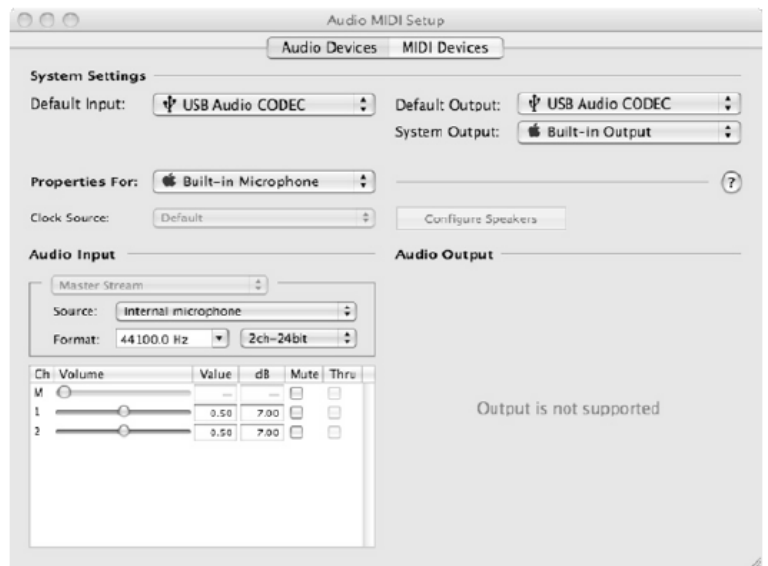 Audio MIDI Setup
Audio Devices MIDI Devices
System Settings
Default Input: USB Audio CODEC
Default Output: USB Audio CODEC
System Output: Built-in Output
Properties For: Built-in Microphone
?
Clock Source: Default
Configure Speakers
Audio Input
Audio Output
Master Stream
Source: Internal microphone
Format: 44100.0 Hz 2ch-24bit
Ch Volume Value dB Mute Thru
M — —
1 0.50 7.00
2 0.50 7.00
Output is not supported